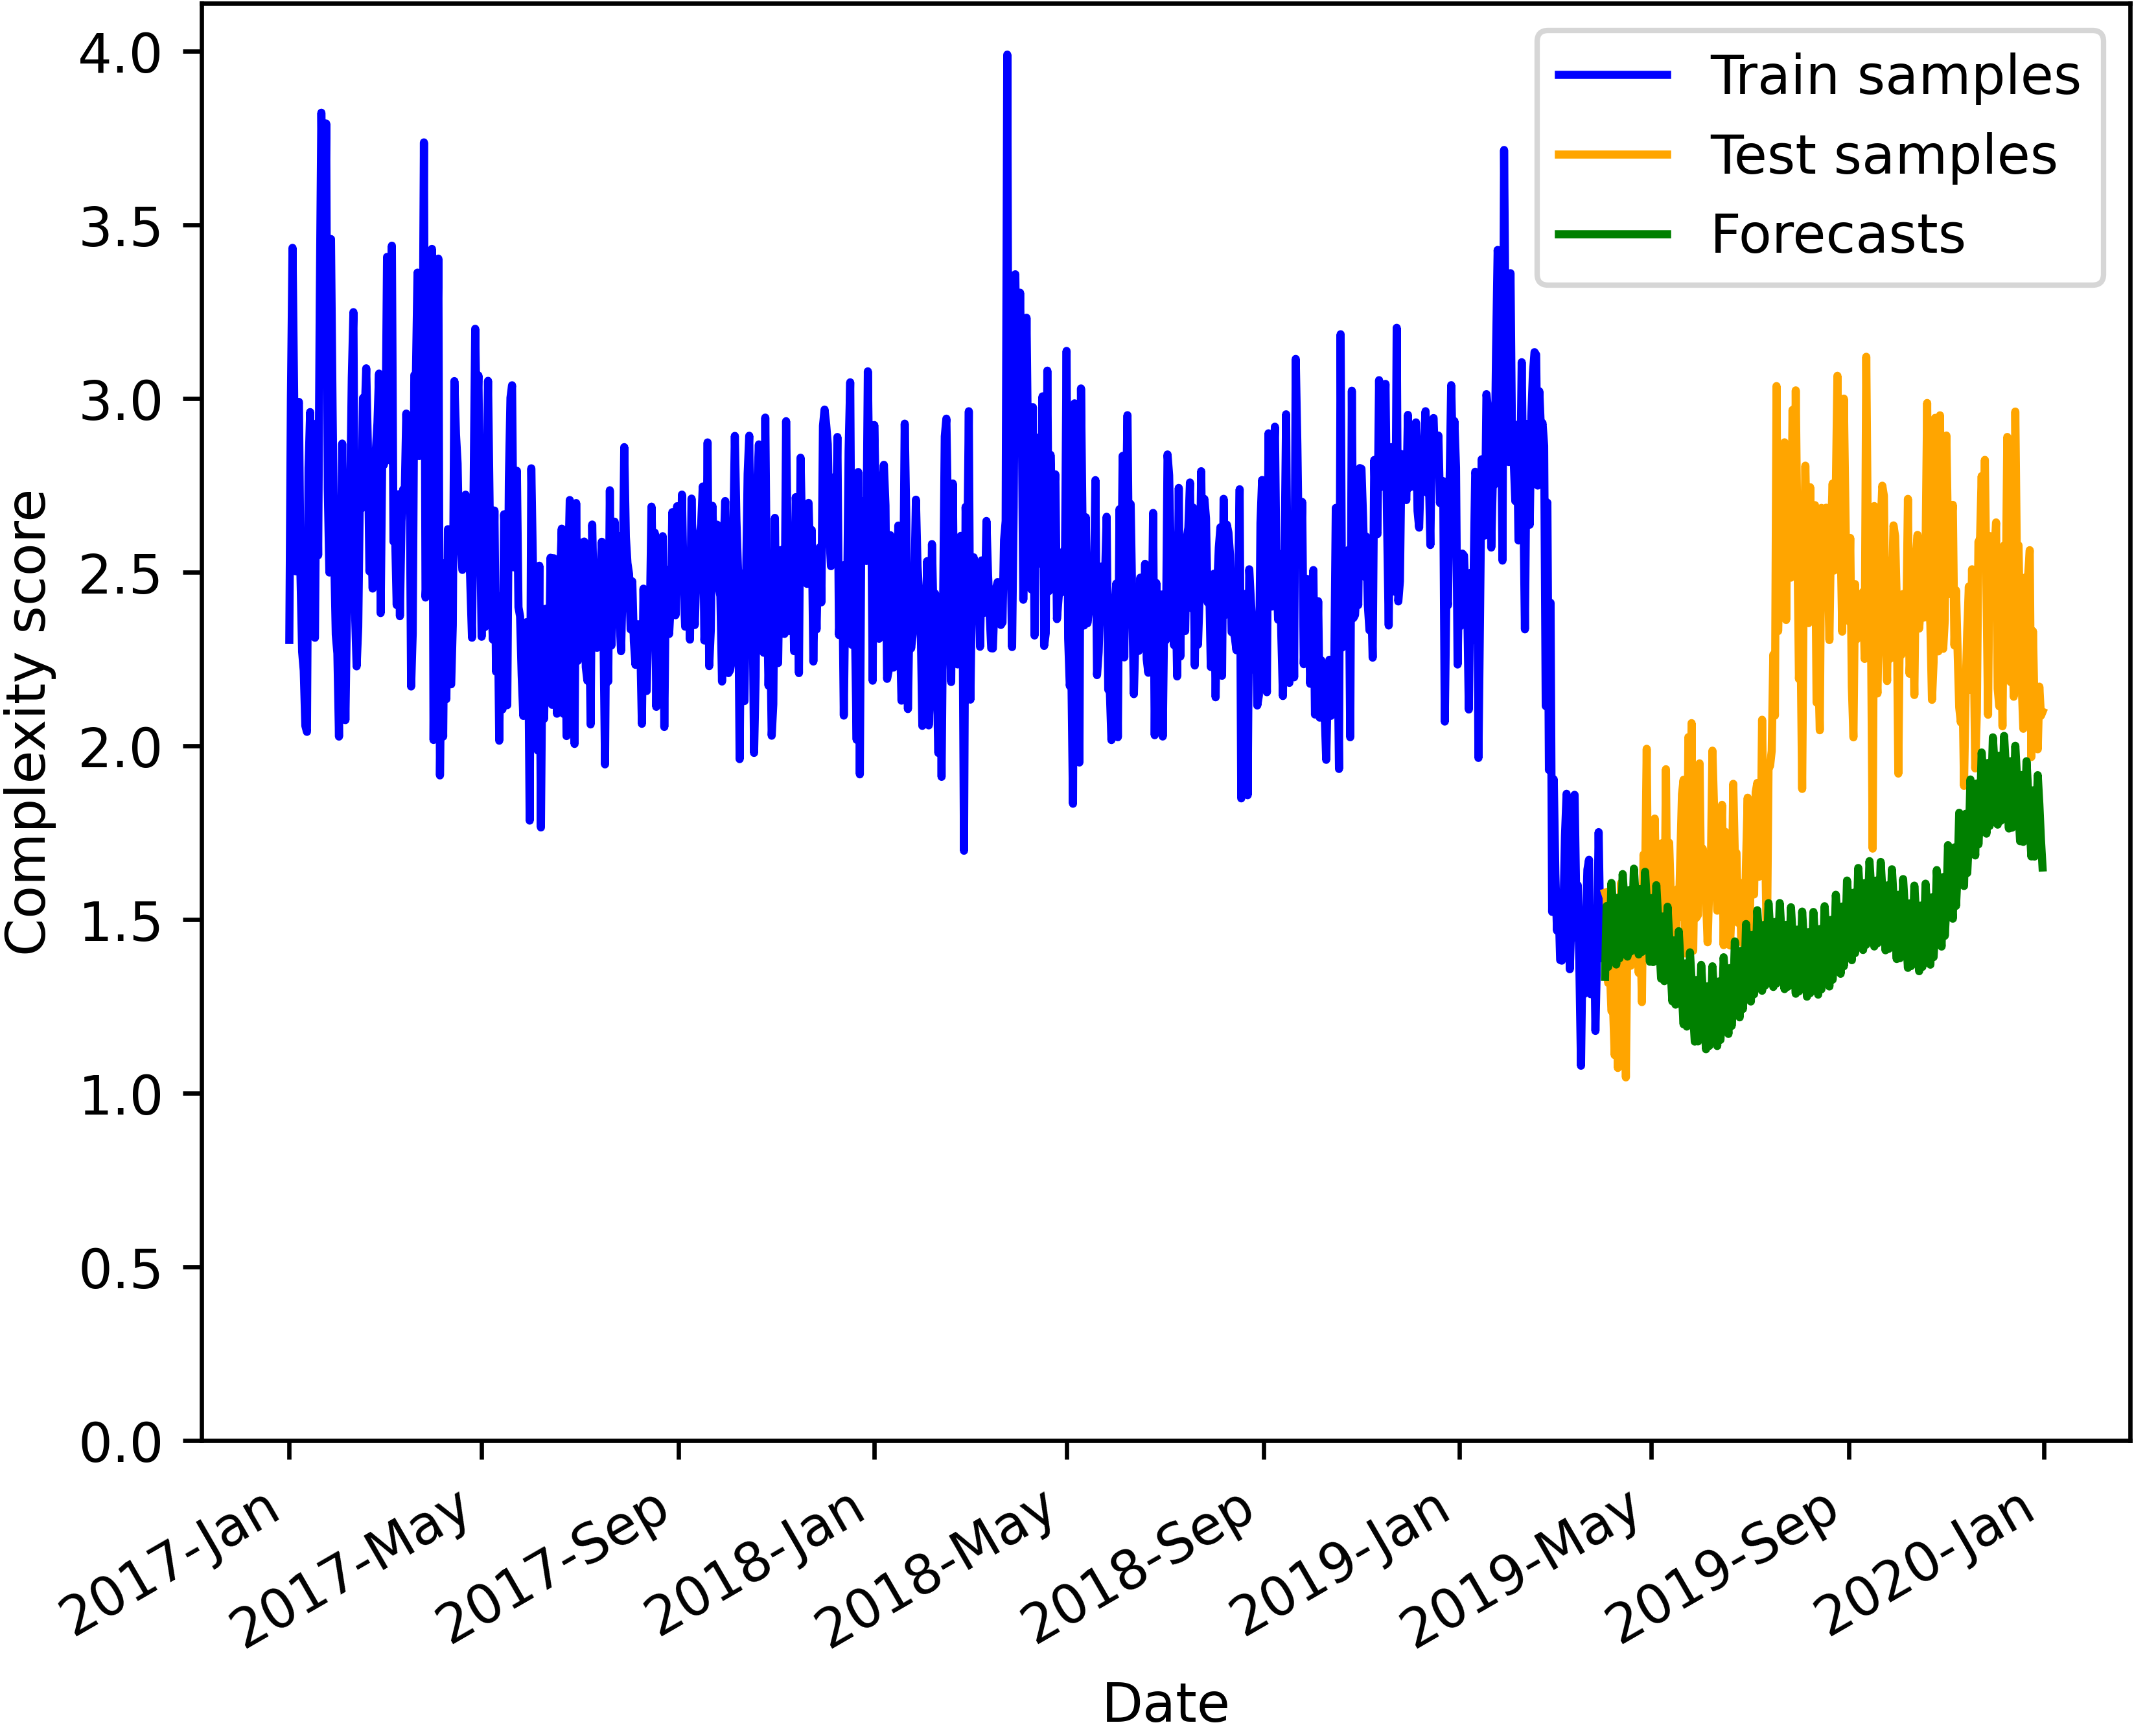 4.0
3.5
3.0
2.5
2.0
1.5
1.0
0.5
0.0
Complexity score
Train samples
Test samples
Forecasts
2017-Jan
2017-May
2017-Sep
2018-Jan
2018-May
2018-Sep
2019-Jan
2019-May
2019-Sep
2020-Jan
Date